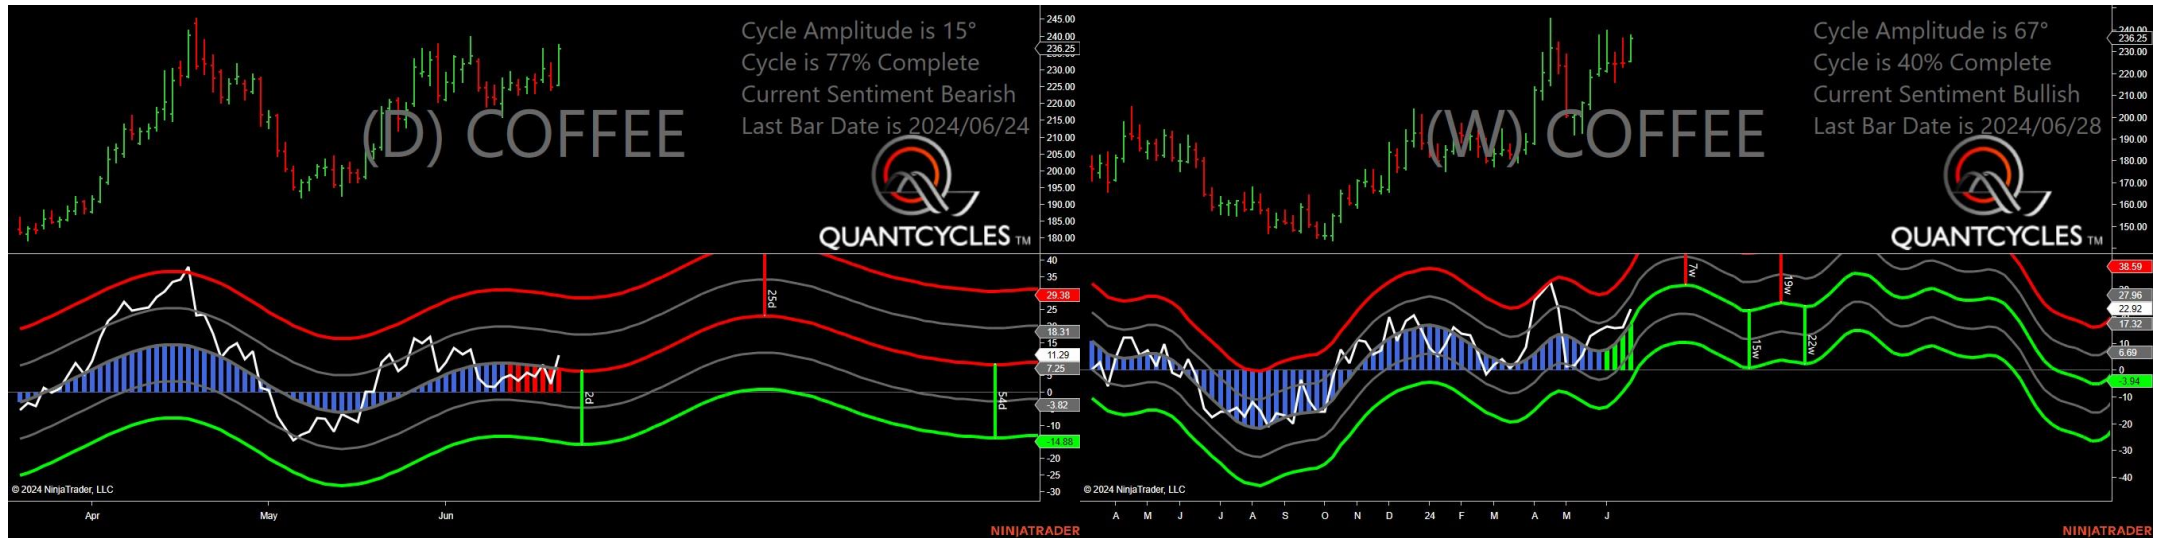 Cycle Amplitude is 15°
Cycle is 77% Complete
Current Sentiment Bearish
Last Bar Date is 2024/06/24
(D) COFFEE
QUANTCYCLES TM
245.00
240.00
236.25
230.00
225.00
220.00
215.00
210.00
205.00
200.00
195.00
190.00
185.00
180.00
40
35
29.38
25
18.31
15
11.29
7.25
5
0
-3.82
-10
-14.88
-20
-25
-30
25d
2d
54d
© 2024 NinjaTrader, LLC
Apr
May
Jun
NINJATRADER
Cycle Amplitude is 67°
Cycle is 40% Complete
Current Sentiment Bullish
Last Bar Date is 2024/06/28
(W) COFFEE
QUANTCYCLES TM
240.00
236.25
230.00
220.00
210.00
200.00
190.00
180.00
170.00
160.00
150.00
38.59
27.96
22.92
17.32
10
6.69
0
-3.94
-10
-20
-30
-40
7w
19w
15w
22w
© 2024 NinjaTrader, LLC
A M J J A S O N D 24 F M A M J
NINJATRADER